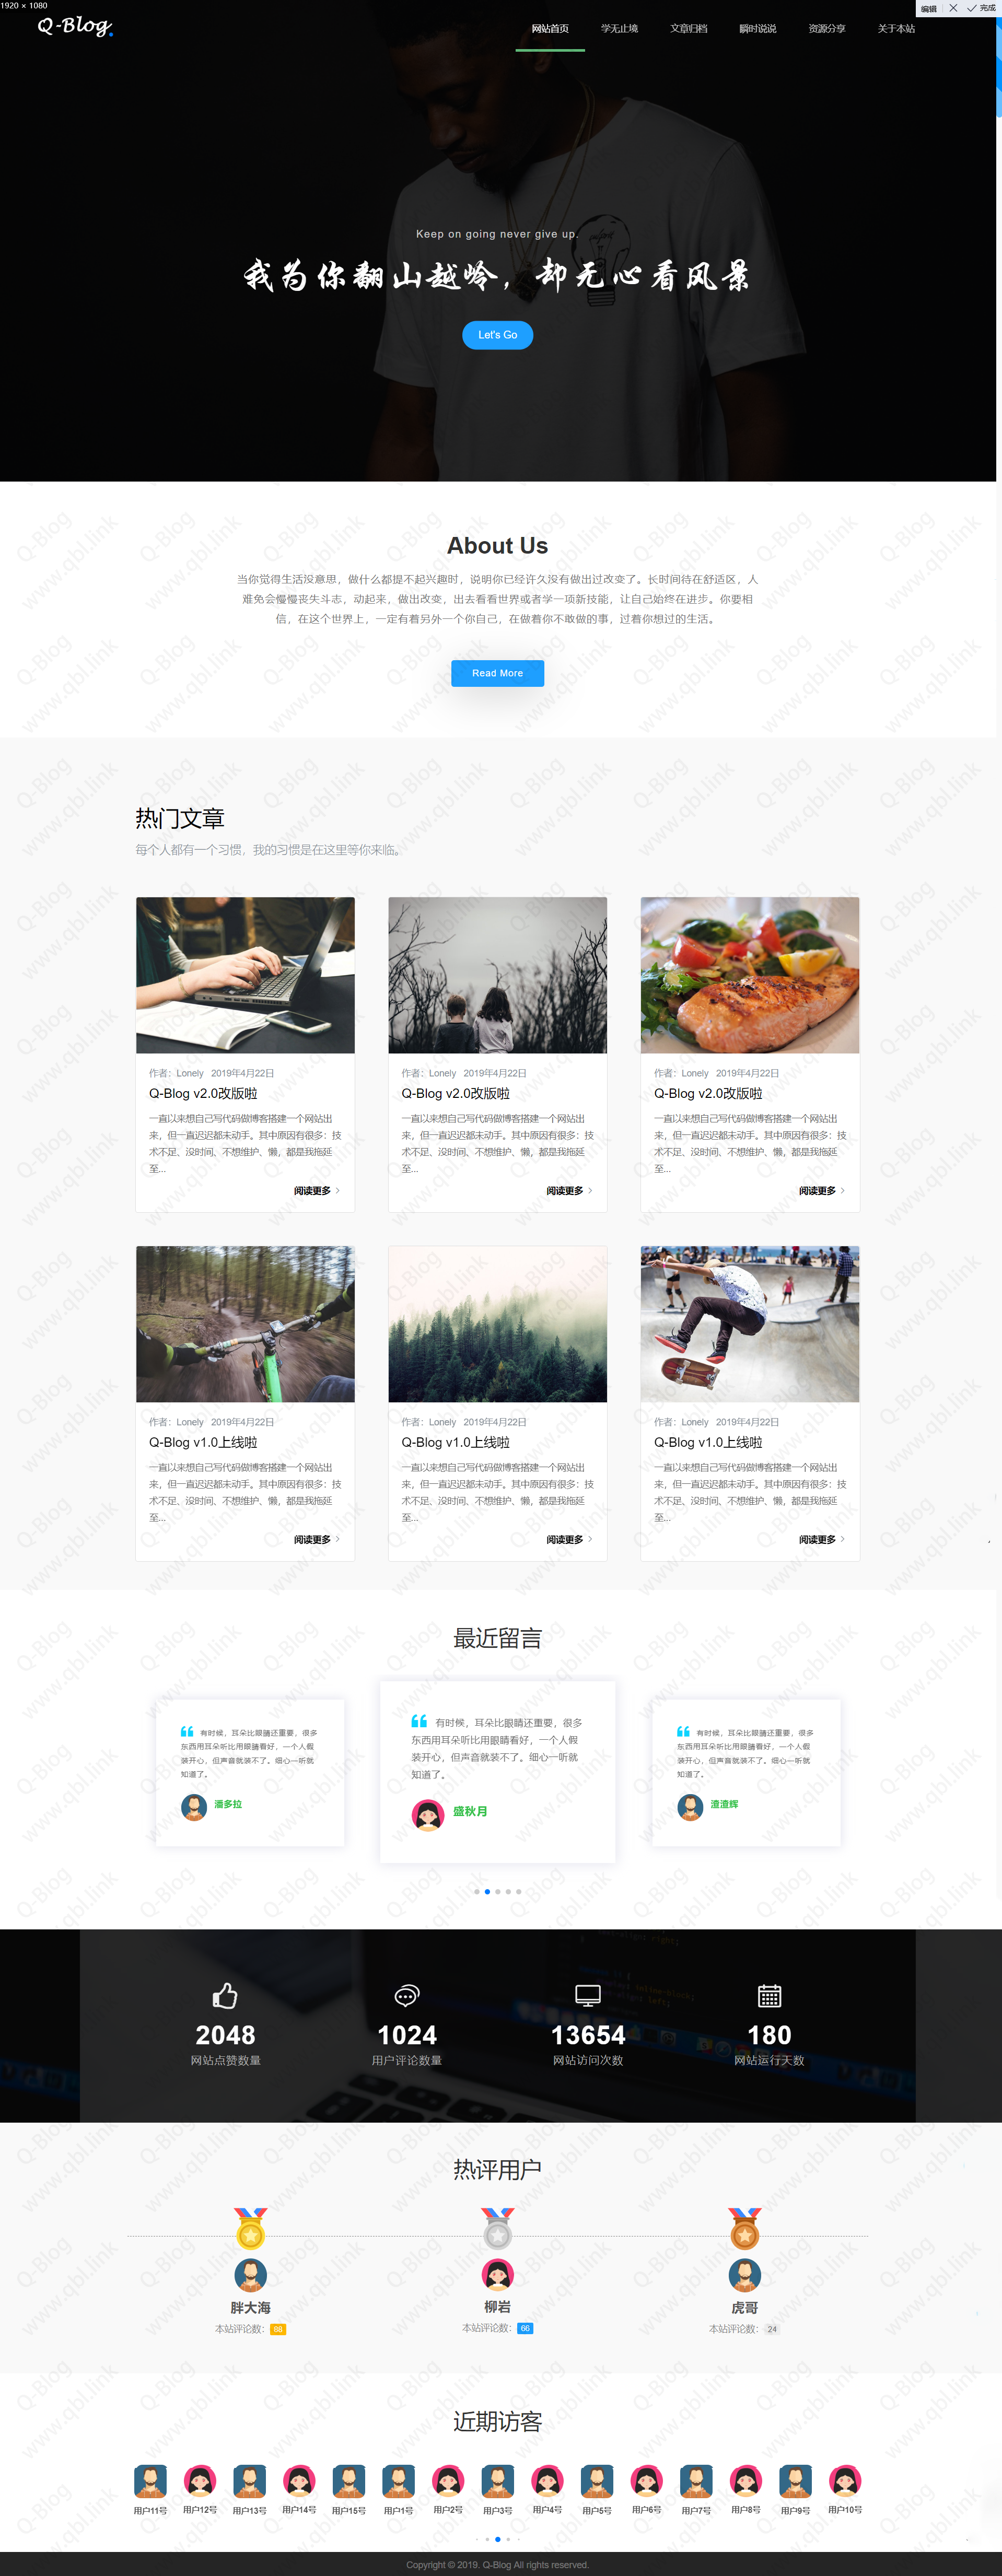 1920 × 1080
编辑
完成
Q-Blog.
网站首页 学无止境 文章归档 瞬时说说 资源分享 关于本站
Keep on going never give up.
我为你翻山越岭，却无心看风景
Let's Go
About Us
当你觉得生活没意思，做什么都提不起兴趣时，说明你已经许久没有做出过改变了。长时间待在舒适区，人
难免会慢慢丧失斗志，动起来，做出改变，出去看看世界或者学一项新技能，让自己始终在进步。你要相
信，在这个世界上，一定有着另外一个你自己，在做着你不敢做的事，过着你想过的生活。
Read More
热门文章
每个人都有一个习惯，我的习惯是在这里等你来临。
作者：Lonely 2019年4月22日
Q-Blog v2.0改版啦
一直以来想自己写代码做博客搭建一个网站出
来，但一直迟迟都未动手。其中原因有很多：技
术不足、没时间、不想维护、懒，都是我拖延
至...
阅读更多
作者：Lonely 2019年4月22日
Q-Blog v2.0改版啦
一直以来想自己写代码做博客搭建一个网站出
来，但一直迟迟都未动手。其中原因有很多：技
术不足、没时间、不想维护、懒，都是我拖延
至...
阅读更多
作者：Lonely 2019年4月22日
Q-Blog v2.0改版啦
一直以来想自己写代码做博客搭建一个网站出
来，但一直迟迟都未动手。其中原因有很多：技
术不足、没时间、不想维护、懒，都是我拖延
至...
阅读更多
作者：Lonely 2019年4月22日
Q-Blog v1.0上线啦
一直以来想自己写代码做博客搭建一个网站出
来，但一直迟迟都未动手。其中原因有很多：技
术不足、没时间、不想维护、懒，都是我拖延
至...
阅读更多
作者：Lonely 2019年4月22日
Q-Blog v1.0上线啦
一直以来想自己写代码做博客搭建一个网站出
来，但一直迟迟都未动手。其中原因有很多：技
术不足、没时间、不想维护、懒，都是我拖延
至...
阅读更多
作者：Lonely 2019年4月22日
Q-Blog v1.0上线啦
一直以来想自己写代码做博客搭建一个网站出
来，但一直迟迟都未动手。其中原因有很多：技
术不足、没时间、不想维护、懒，都是我拖延
至...
阅读更多
最近留言
有时候，耳朵比眼睛还重要，很多
东西用耳朵听比用眼睛看好，一个人假
装开心，但声音就装不了。细心一听就
知道了。
潘多拉
有时候，耳朵比眼睛还重要，很多
东西用耳朵听比用眼睛看好，一个人假
装开心，但声音就装不了。细心一听就
知道了。
盛秋月
有时候，耳朵比眼睛还重要，很多
东西用耳朵听比用眼睛看好，一个人假
装开心，但声音就装不了。细心一听就
知道了。
渣渣辉
2048 1024 13654 180
网站点赞数量 用户评论数量 网站访问次数 网站运行天数
热评用户
胖大海 柳岩 虎哥
本站评论数：88 本站评论数：66 本站评论数：24
近期访客
用户11号 用户12号 用户13号 用户14号 用户15号 用户1号 用户2号 用户3号 用户4号 用户5号 用户6号 用户7号 用户8号 用户9号 用户10号
Copyright © 2019. Q-Blog All rights reserved.
Q-Blog
www.qbl.link